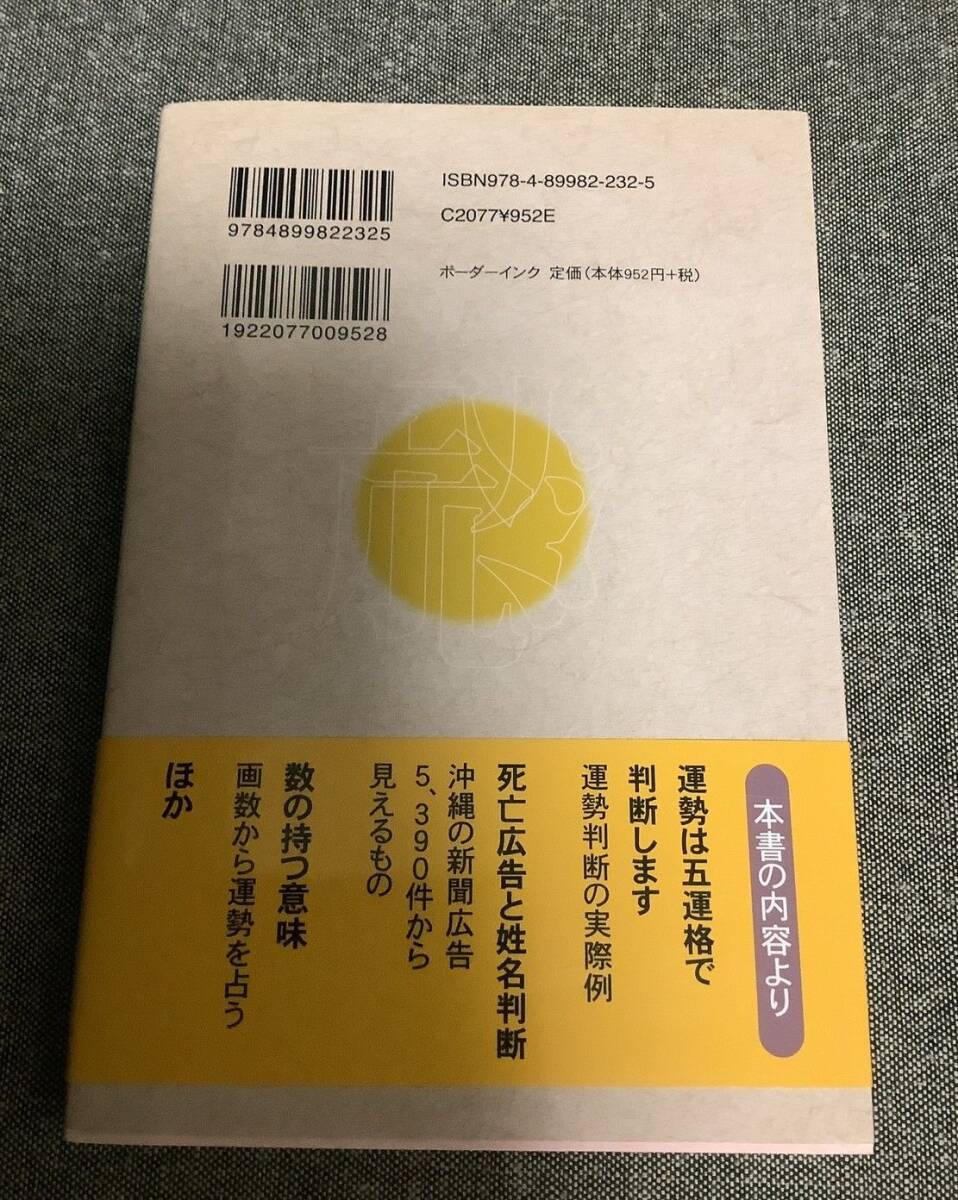 ISBN978-4-89982-232-5
C2077¥952E
9784899822325
ボーダーインク 定価(本体952円+税)
1922077009528
本書の内容より
運勢は五運格で
判断します
運勢判断の実際例
死亡広告と姓名判断
沖縄の新聞広告
5、390件から
見えるもの
数の持つ意味
画数から運勢を占う
ほか